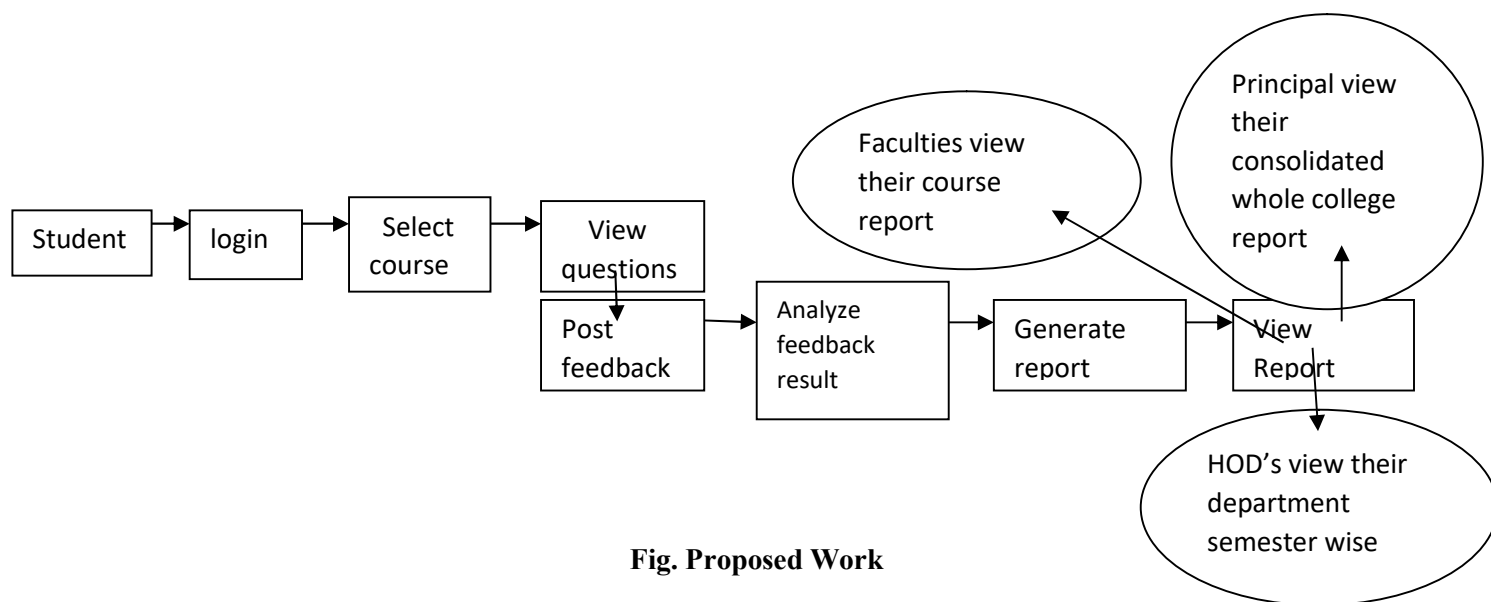 Student
login
Select
course
View
questions
Post
feedback
Analyze
feedback
result
Generate
report
View
Report
Faculties view
their course
report
Principal view
their
consolidated
whole college
report
HOD’s view their
department
semester wise
Fig. Proposed Work